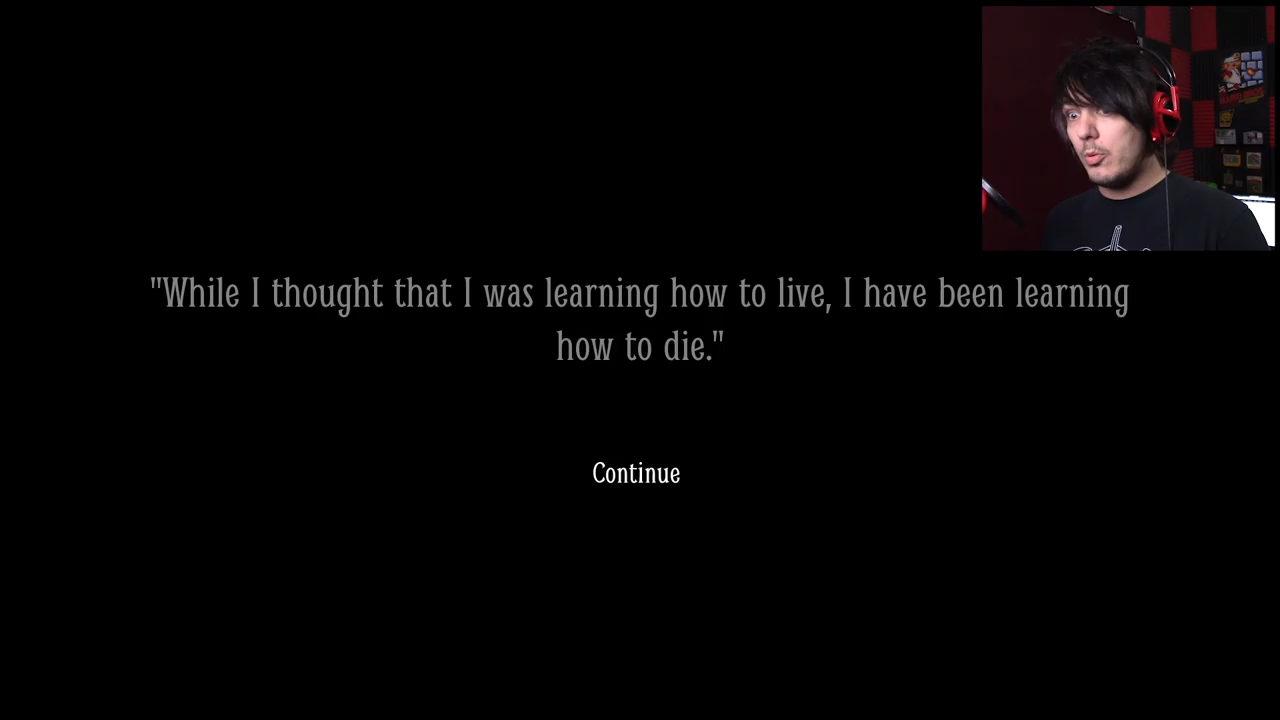 "While I thought that I was learning how to live, I have been learning
how to die."
Continue